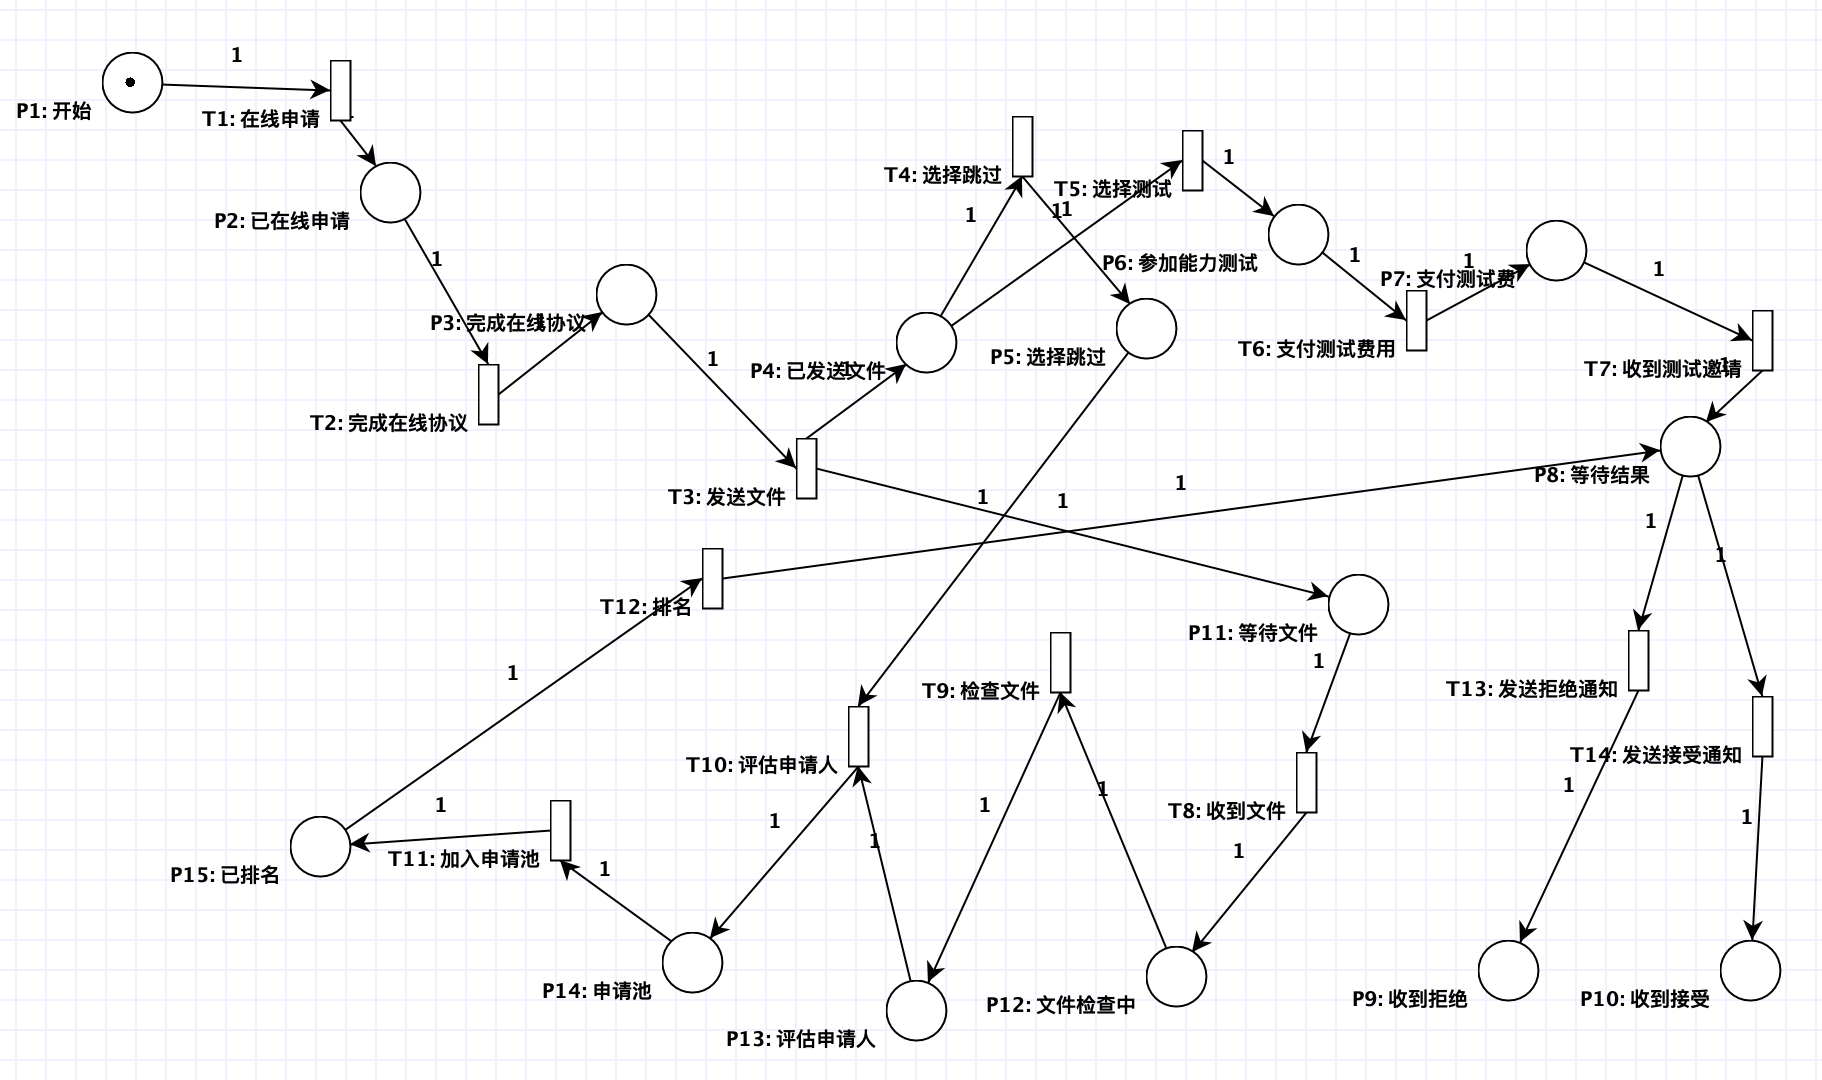 1
P1: 开始
T1: 在线申请
P2: 已在线申请
1
T4: 选择跳过
T5: 选择测试
1
1
1
1
P6: 参加能力测试
1
1
P7: 支付测试费
1
P3: 完成在线协议
1
P4: 已发送文件
1
P5: 选择跳过
T6: 支付测试费用
T7: 收到测试邀请
1
T2: 完成在线协议
T3: 发送文件
1
1
1
P8: 等待结果
1
1
T12: 排名
P11: 等待文件
1
T9: 检查文件
T13: 发送拒绝通知
1
T10: 评估申请人
T14: 发送接受通知
1
1
1
1
T8: 收到文件
1
1
1
1
T11: 加入申请池
1
P15: 已排名
P14: 申请池
P12: 文件检查中
P9: 收到拒绝
P10: 收到接受
P13: 评估申请人